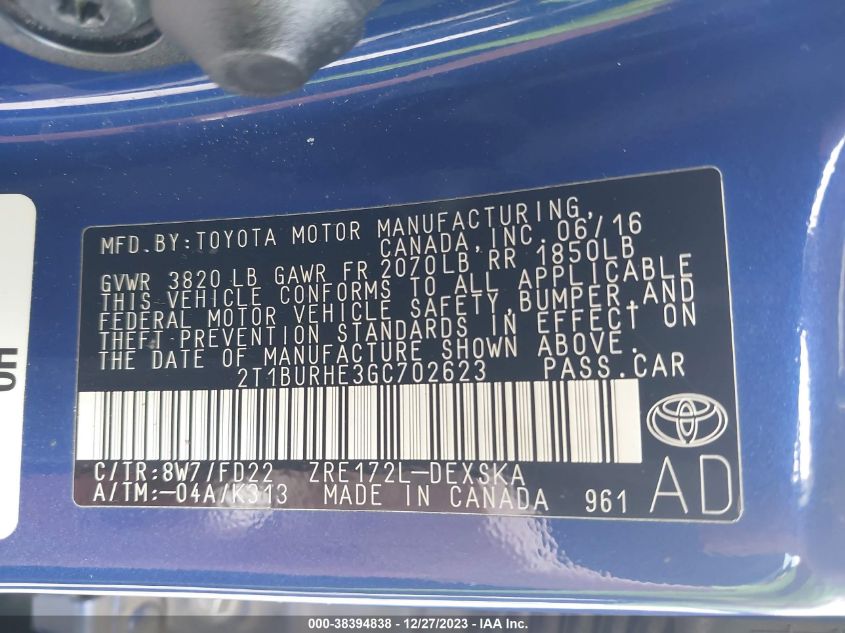 MFD. BY: TOYOTA MOTOR MANUFACTURING,
CANADA, INC. 06/16
GVWR 3820 LB GAWR FR 2070LB RR 1850LB
THIS VEHICLE CONFORMS TO ALL APPLICABLE
FEDERAL MOTOR VEHICLE SAFETY, BUMPER, AND
THEFT PREVENTION STANDARDS IN EFFECT ON
THE DATE OF MANUFACTURE SHOWN ABOVE.
2T1BURHE3GC702623 PASS. CAR
C/TR: 8W7/FD22 ZRE172L-DEXSKA
A/TM: -04A/K313 MADE IN CANADA 961
AD
000-38394838 - 12/27/2023 - IAA Inc.